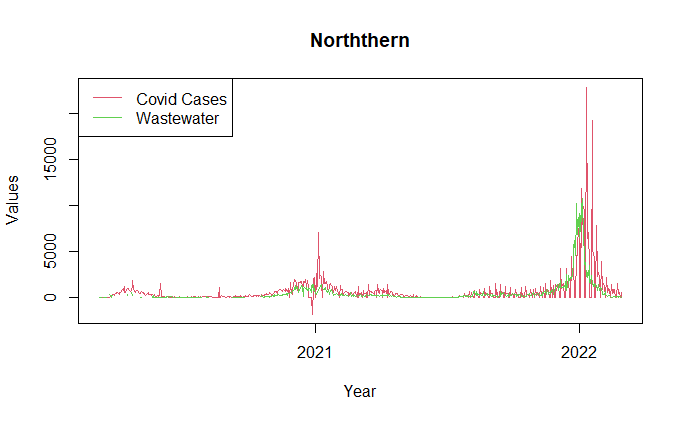 Norththern
Covid Cases
Wastewater
15000
5000
0
Values
2021
2022
Year